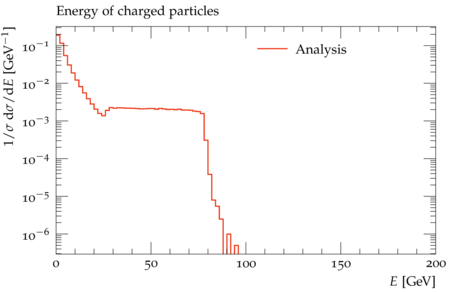 Energy of charged particles
1/σ dσ/dE [GeV⁻¹]
Analysis
10⁻¹
10⁻²
10⁻³
10⁻⁴
10⁻⁵
10⁻⁶
0 50 100 150 200
E [GeV]